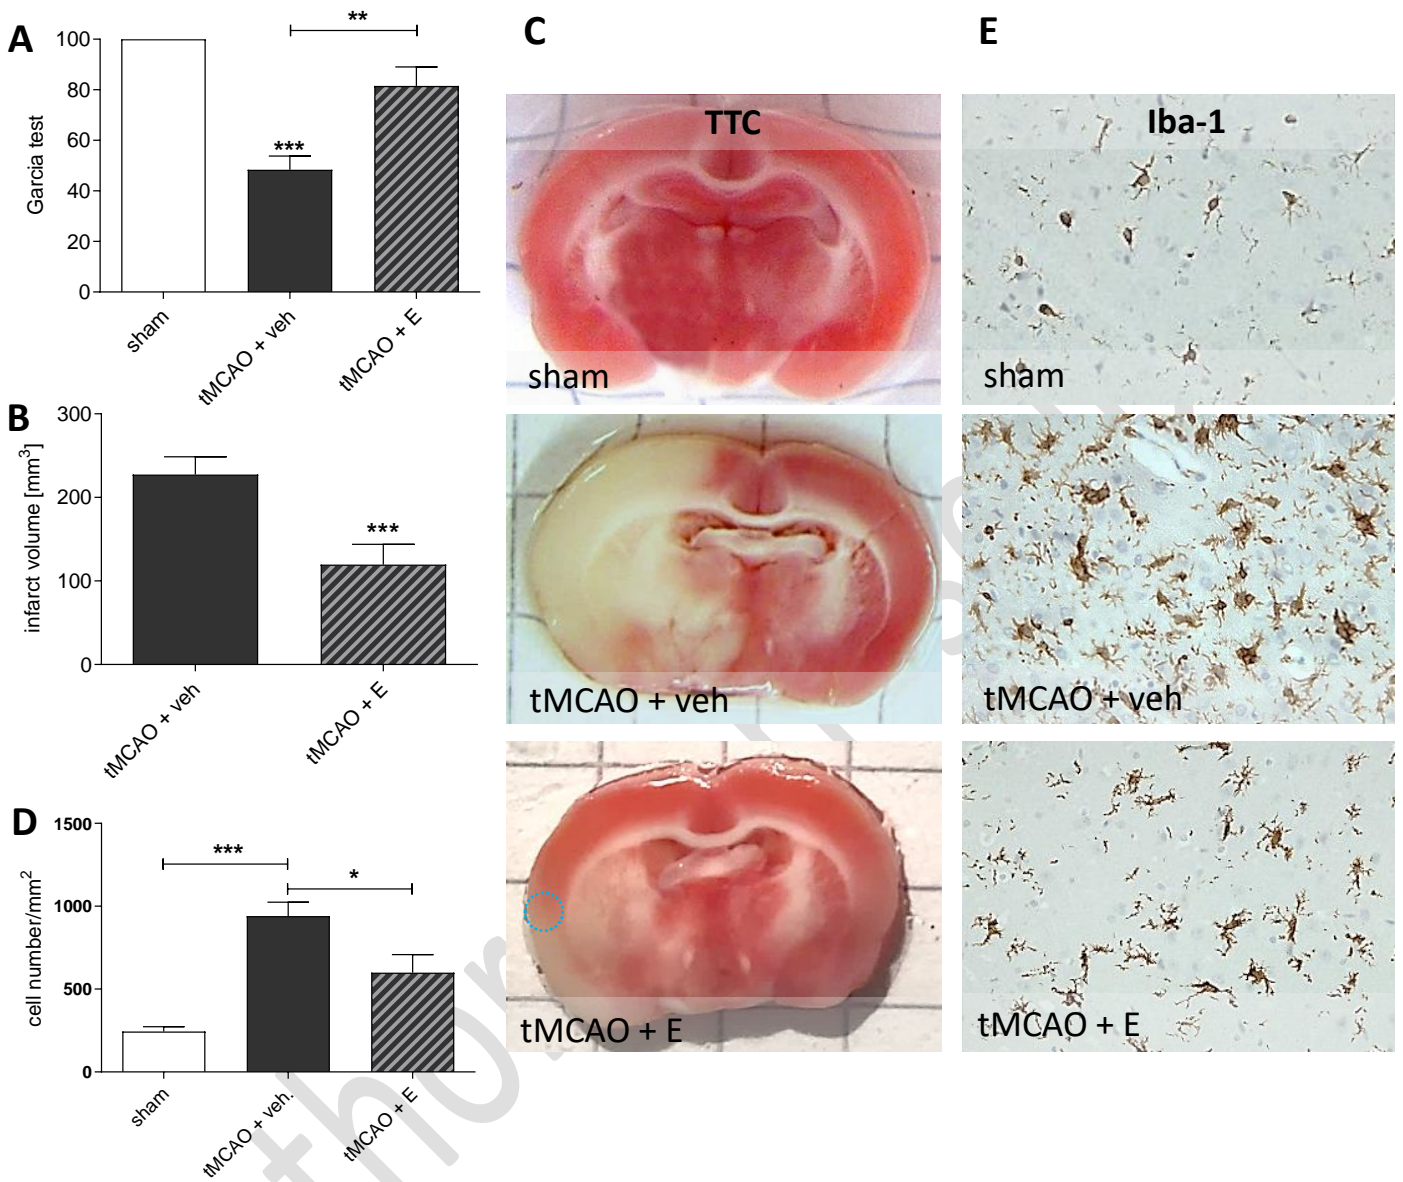 A
**
100
80
60
40
20
0
Garcia test
***
sham
tMCAO + veh
tMCAO + E
B
300
200
100
0
infarct volume [mm³]
***
tMCAO + veh
tMCAO + E
D
1500
1000
500
0
cell number/mm²
***
*
sham
tMCAO + veh.
tMCAO + E
C
TTC
sham
tMCAO + veh
tMCAO + E
E
Iba-1
sham
tMCAO + veh
tMCAO + E